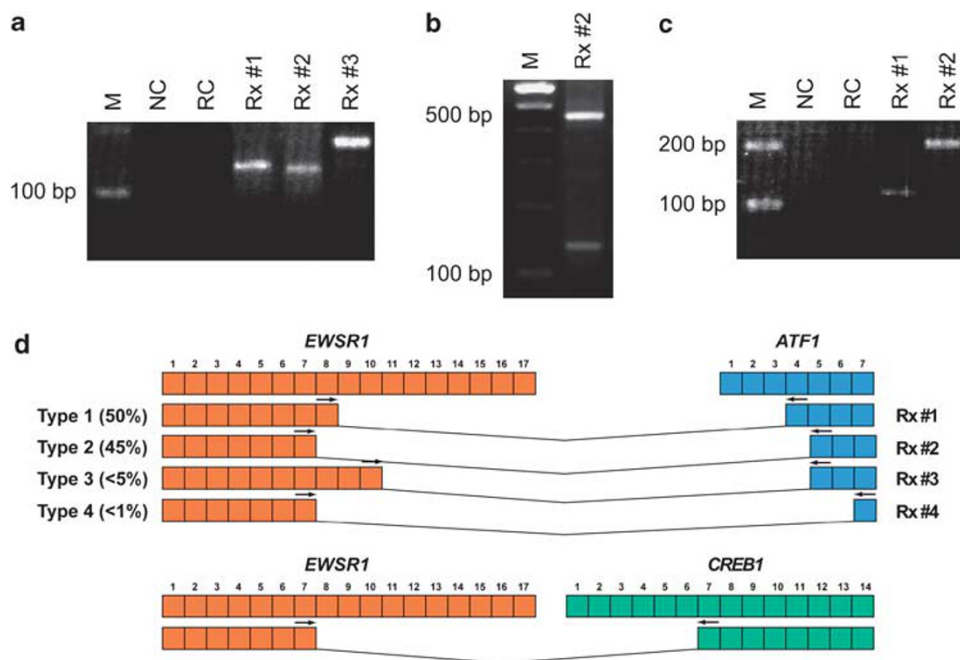 a
M NC RC Rx #1 Rx #2 Rx #3
100 bp
b
M Rx #2
500 bp
100 bp
c
M NC RC Rx #1 Rx #2
200 bp
100 bp
d
EWSR1 ATF1
1 2 3 4 5 6 7 8 9 10 11 12 13 14 15 16 17 1 2 3 4 5 6 7
Type 1 (50%) Rx #1
Type 2 (45%) Rx #2
Type 3 (<5%) Rx #3
Type 4 (<1%) Rx #4
EWSR1 CREB1
1 2 3 4 5 6 7 8 9 10 11 12 13 14 15 16 17 1 2 3 4 5 6 7 8 9 10 11 12 13 14